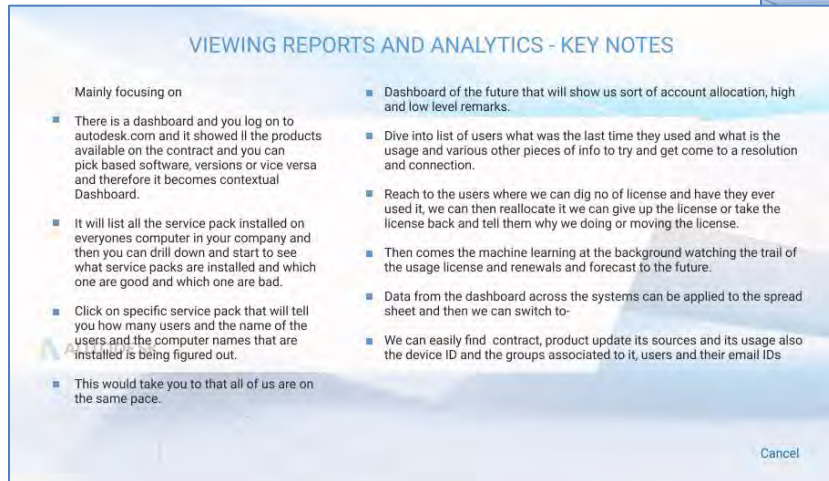 VIEWING REPORTS AND ANALYTICS - KEY NOTES
Mainly focusing on
There is a dashboard and you log on to
autodesk.com and it showed ll the products
available on the contract and you can
pick based software, versions or vice versa
and therefore it becomes contextual
Dashboard.
It will list all the service pack installed on
everyones computer in your company and
then you can drill down and start to see
what service packs are installed and which
one are good and which one are bad.
Click on specific service pack that will tell
you how many users and the name of the
users and the computer names that are
installed is being figured out.
This would take you to that all of us are on
the same pace.
Dashboard of the future that will show us sort of account allocation, high
and low level remarks.
Dive into list of users what was the last time they used and what is the
usage and various other pieces of info to try and get come to a resolution
and connection.
Reach to the users where we can dig no of license and have they ever
used it, we can then reallocate it we can give up the license or take the
license back and tell them why we doing or moving the license.
Then comes the machine learning at the background watching the trail of
the usage license and renewals and forecast to the future.
Data from the dashboard across the systems can be applied to the spread
sheet and then we can switch to-
We can easily find contract, product update its sources and its usage also
the device ID and the groups associated to it, users and their email IDs
AUTODESK
Cancel